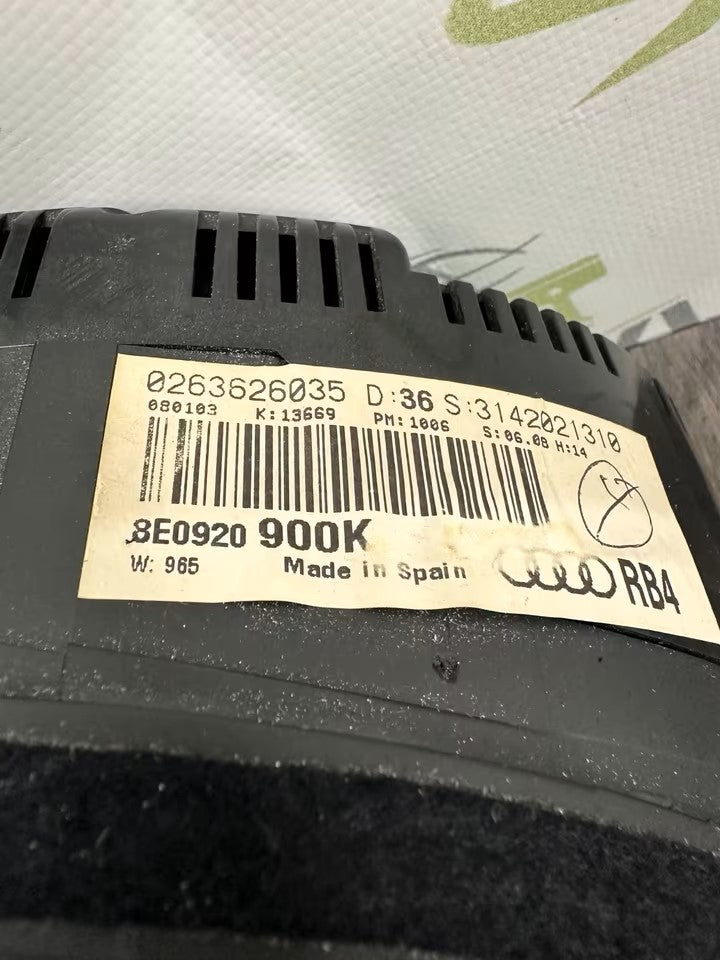 0263626035 D:36 S:3142021310
080103 K:13669 PM:1006 S:06.08 H:14
8E0920 900K
W: 965 Made in Spain RB4